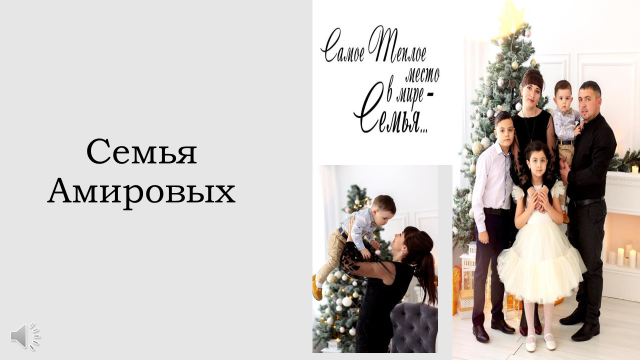 Семья
Амировых
Самое Теплое
место
в мире -
Семья...